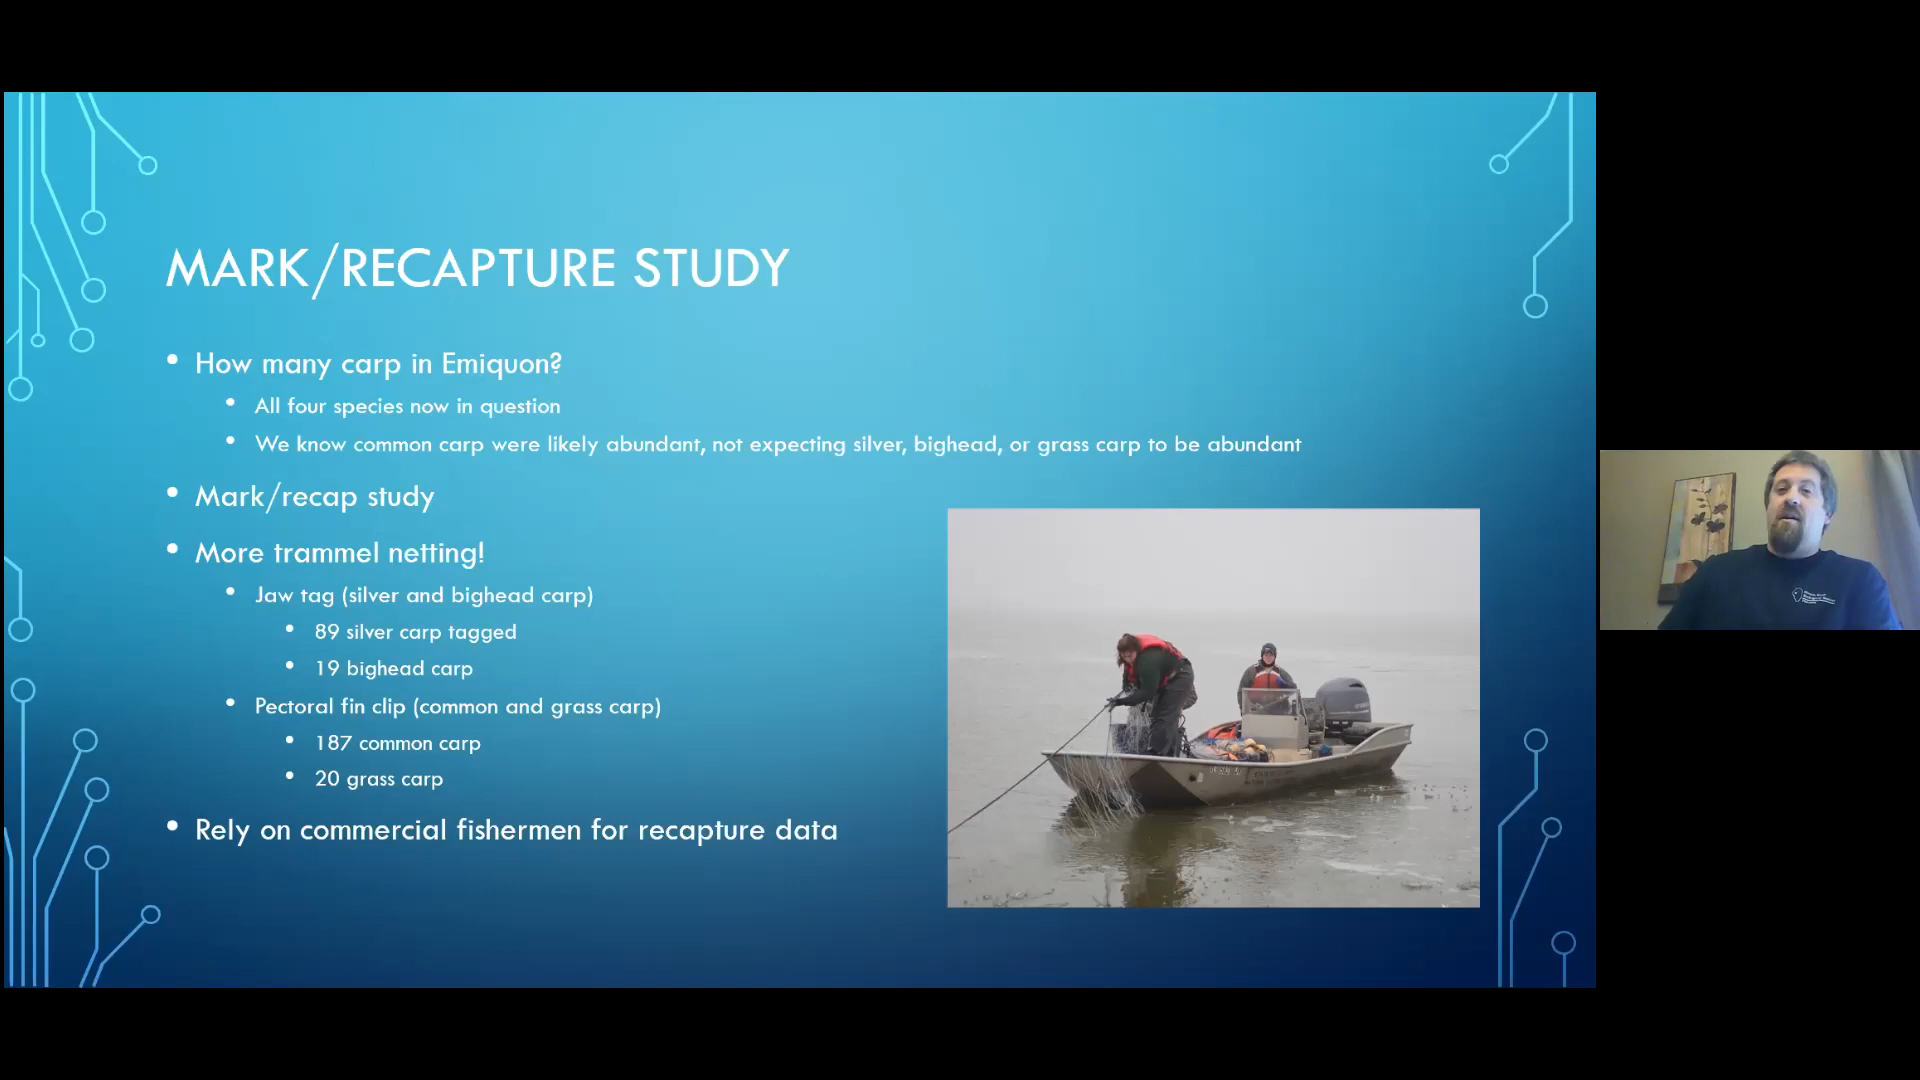 MARK/RECAPTURE STUDY
• How many carp in Emiquon?
• All four species now in question
• We know common carp were likely abundant, not expecting silver, bighead, or grass carp to be abundant
• Mark/recap study
• More trammel netting!
• Jaw tag (silver and bighead carp)
• 89 silver carp tagged
• 19 bighead carp
• Pectoral fin clip (common and grass carp)
• 187 common carp
• 20 grass carp
• Rely on commercial fishermen for recapture data